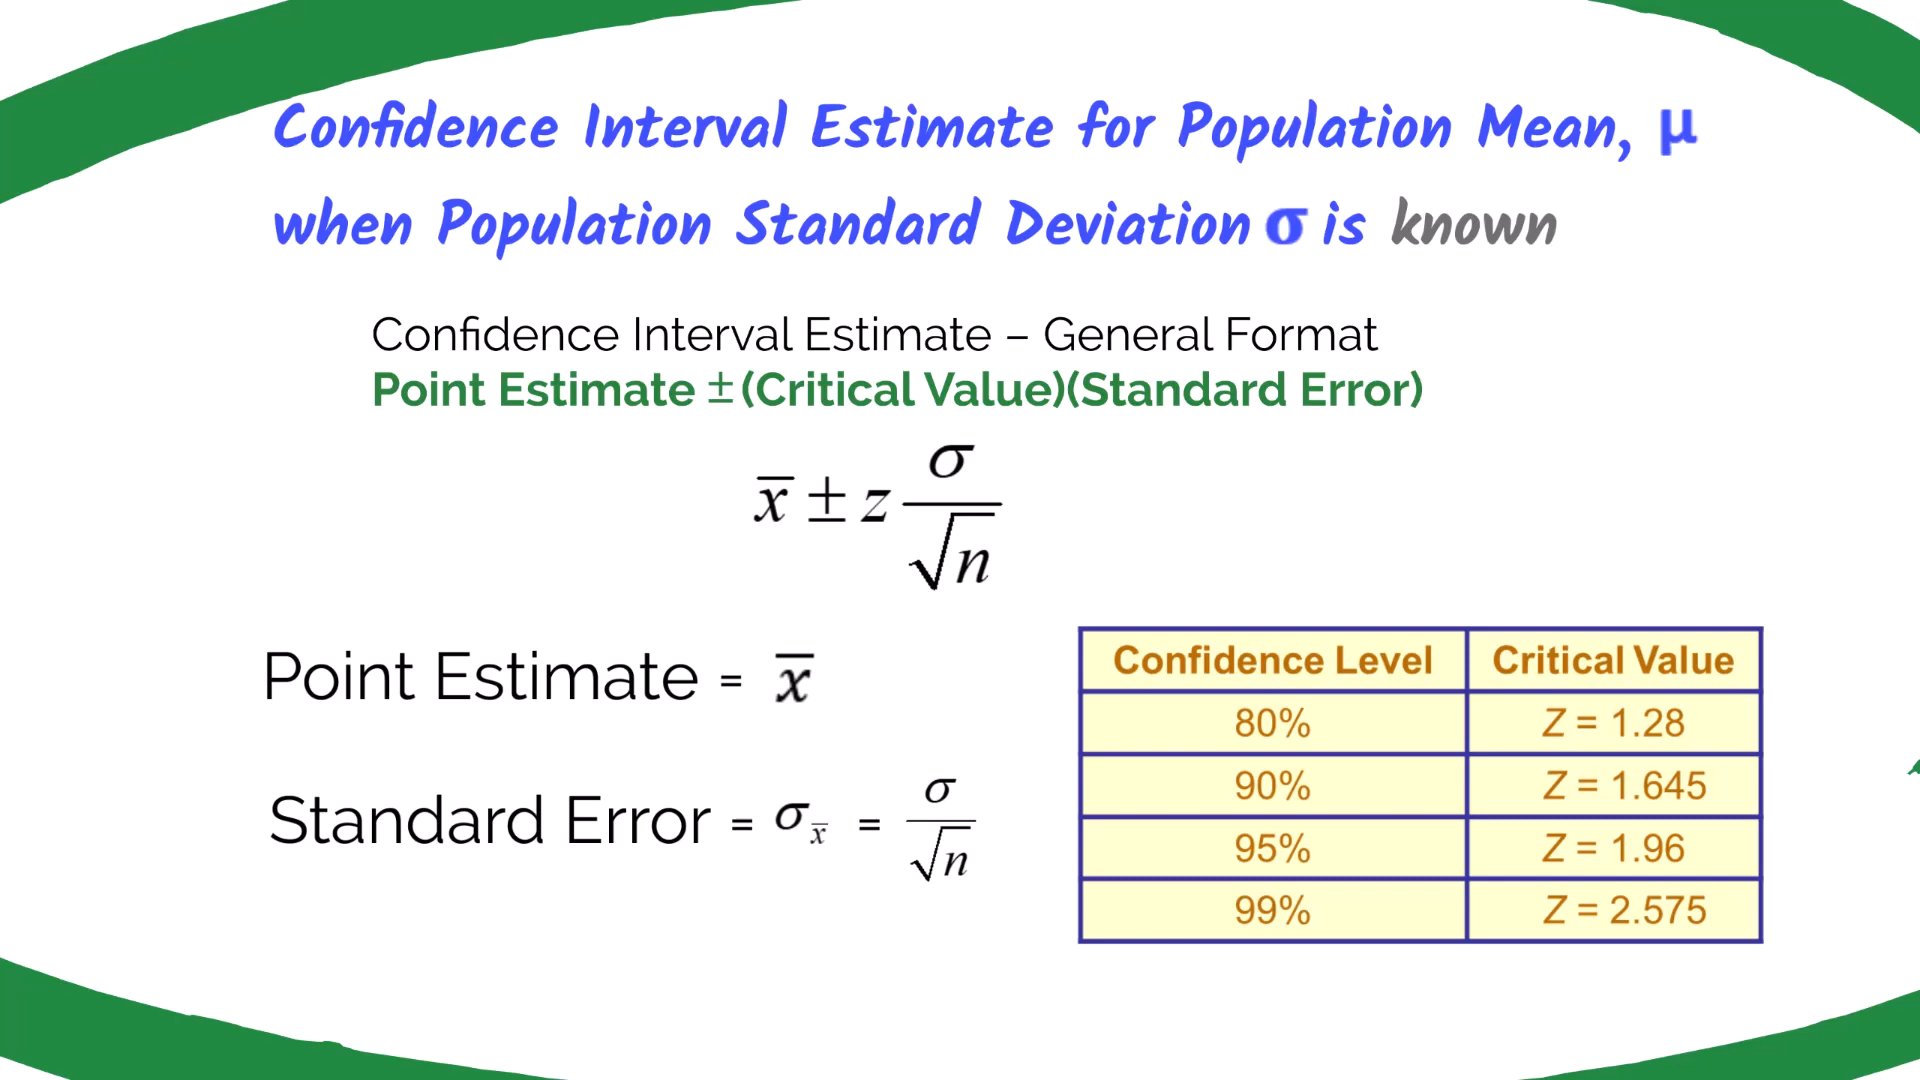 Confidence Interval Estimate for Population Mean, μ
when Population Standard Deviation σ is known
Confidence Interval Estimate – General Format
Point Estimate ± (Critical Value)(Standard Error)
x̅ ± z σ/√n
Point Estimate = x̅
Standard Error = σx̅ = σ/√n
Confidence Level Critical Value
80% Z = 1.28
90% Z = 1.645
95% Z = 1.96
99% Z = 2.575